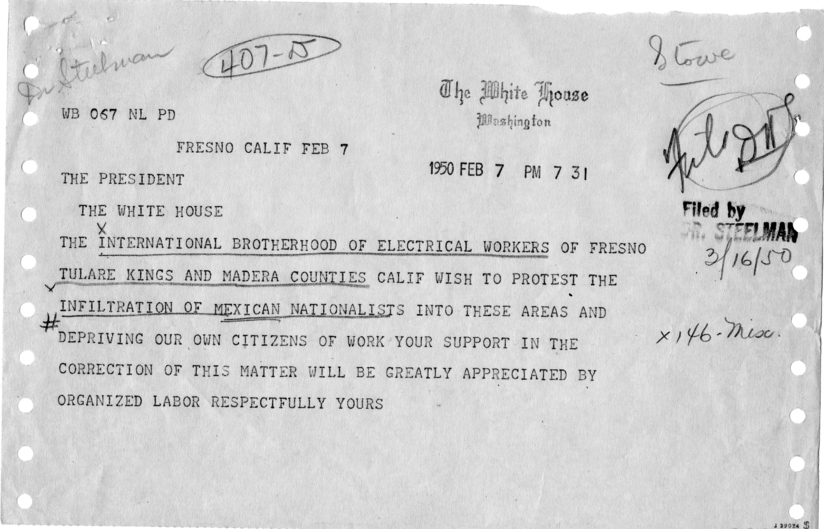 Dr Steelman
407-D
Stowe
The White House
Washington
WB 067 NL PD
FRESNO CALIF FEB 7
1950 FEB 7 PM 7 31
THE PRESIDENT
THE WHITE HOUSE
Filed by
DR. STEELMAN
3/16/50
X
THE INTERNATIONAL BROTHERHOOD OF ELECTRICAL WORKERS OF FRESNO
TULARE KINGS AND MADERA COUNTIES CALIF WISH TO PROTEST THE
INFILTRATION OF MEXICAN NATIONALISTS INTO THESE AREAS AND
#
DEPRIVING OUR OWN CITIZENS OF WORK YOUR SUPPORT IN THE
x146-Misc.
CORRECTION OF THIS MATTER WILL BE GREATLY APPRECIATED BY
ORGANIZED LABOR RESPECTFULLY YOURS